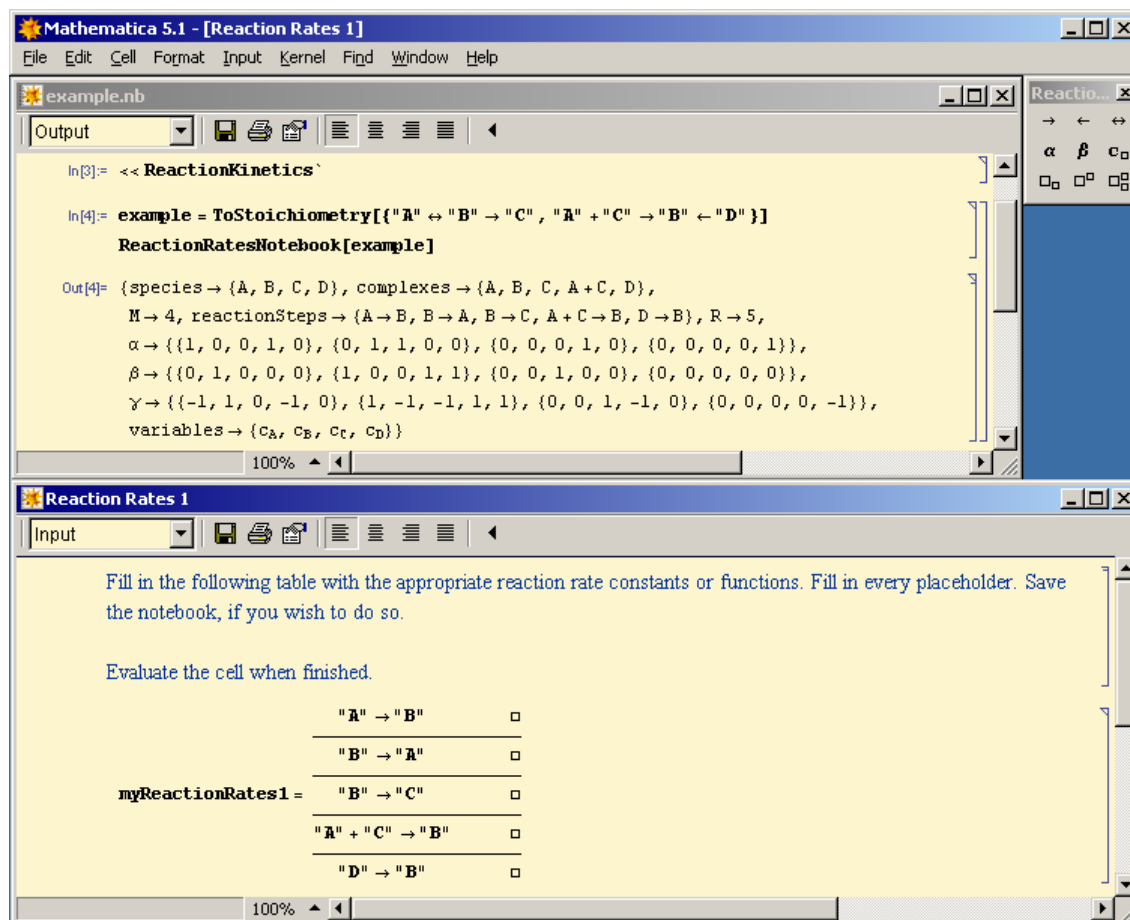 Mathematica 5.1 - [Reaction Rates 1]
File Edit Cell Format Input Kernel Find Window Help
example.nb
Reactio...
Output
→ ← ↔
α β c□
□□ □□ □□□
In[3]:= << ReactionKinetics`
In[4]:= example = ToStoichiometry[{"A" ↔ "B" → "C", "A" + "C" → "B" ← "D"}]
ReactionRatesNotebook[example]
Out[4]= {species → {A, B, C, D}, complexes → {A, B, C, A + C, D},
M → 4, reactionSteps → {A → B, B → A, B → C, A + C → B, D → B}, R → 5,
α → {{1, 0, 0, 1, 0}, {0, 1, 1, 0, 0}, {0, 0, 0, 1, 0}, {0, 0, 0, 0, 1}},
β → {{0, 1, 0, 0, 0}, {1, 0, 0, 1, 1}, {0, 0, 1, 0, 0}, {0, 0, 0, 0, 0}},
γ → {{-1, 1, 0, -1, 0}, {1, -1, -1, 1, 1}, {0, 0, 1, -1, 0}, {0, 0, 0, 0, -1}},
variables → {c_A, c_B, c_C, c_D}}
100%
Reaction Rates 1
Input
Fill in the following table with the appropriate reaction rate constants or functions. Fill in every placeholder. Save
the notebook, if you wish to do so.
Evaluate the cell when finished.
"A" → "B" □
"B" → "A" □
myReactionRates1 = "B" → "C" □
"A" + "C" → "B" □
"D" → "B" □
100%